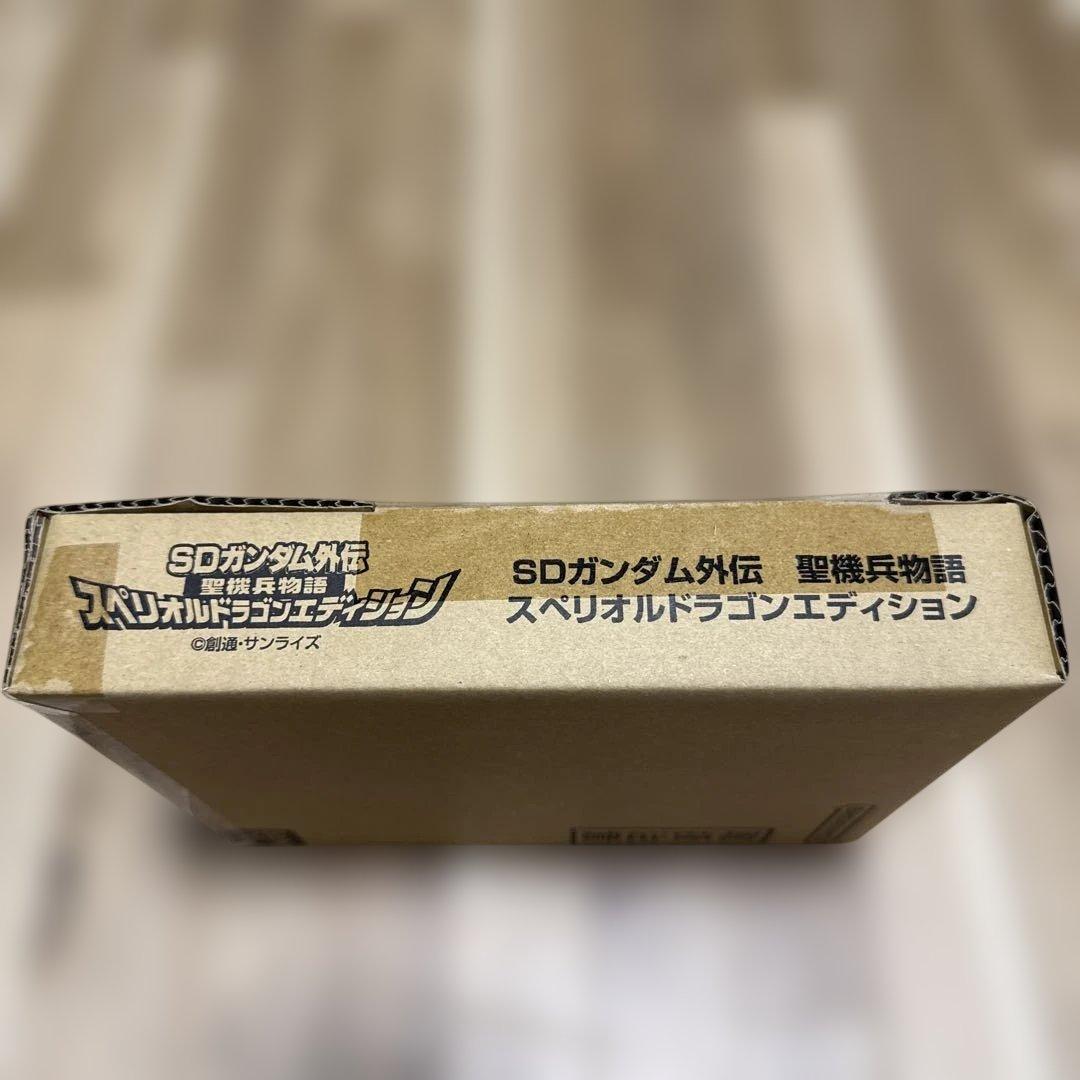 SDガンダム外伝
聖機兵物語
スペリオルドラゴンエディション
©創通・サンライズ
SDガンダム外伝 聖機兵物語
スペリオルドラゴンエディション